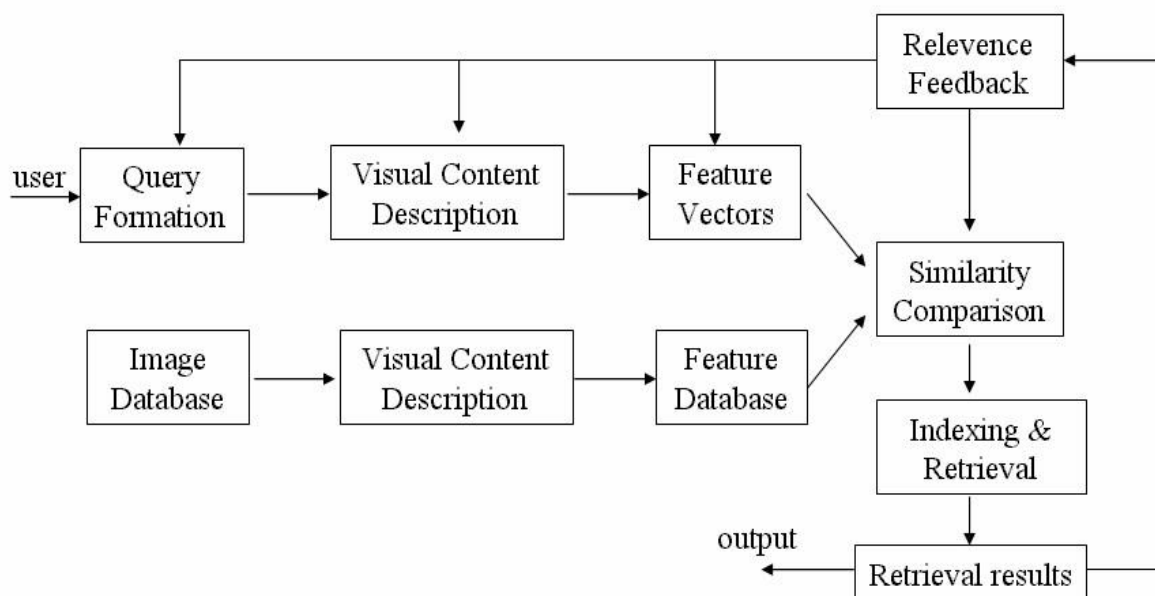 Relevence
Feedback
user
Query
Formation
Visual Content
Description
Feature
Vectors
Similarity
Comparison
Image
Database
Visual Content
Description
Feature
Database
Indexing &
Retrieval
output
Retrieval results